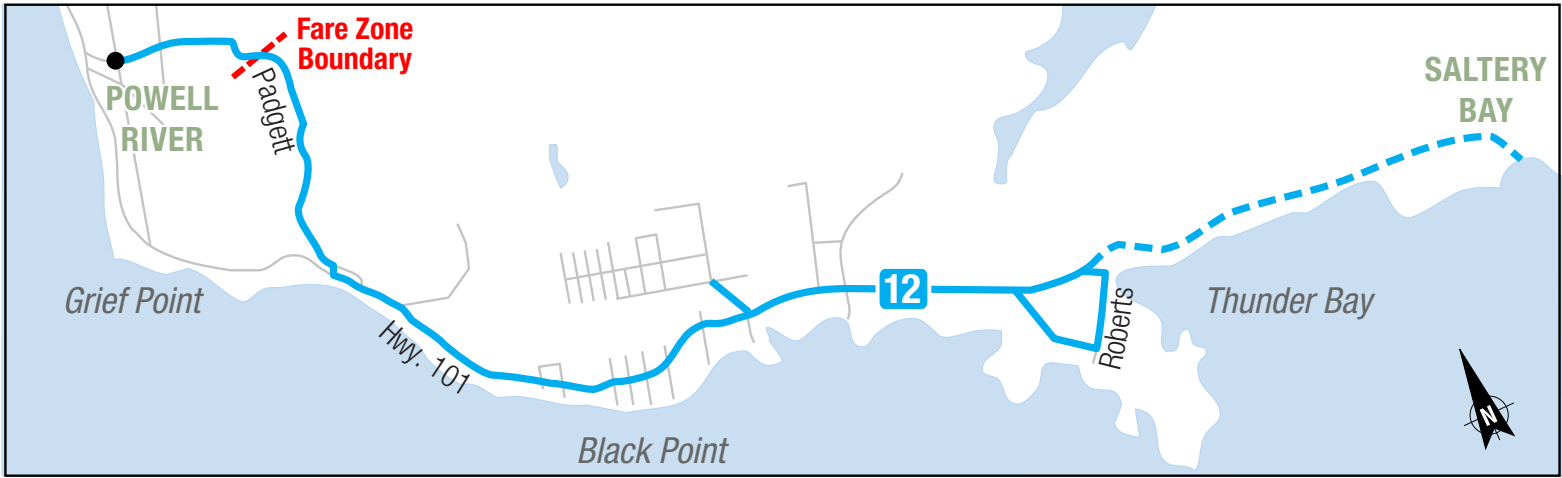 Fare Zone
Boundary
POWELL
RIVER
Padgett
SALTERY
BAY
Grief Point
Hwy. 101
12
Roberts
Thunder Bay
Black Point
N